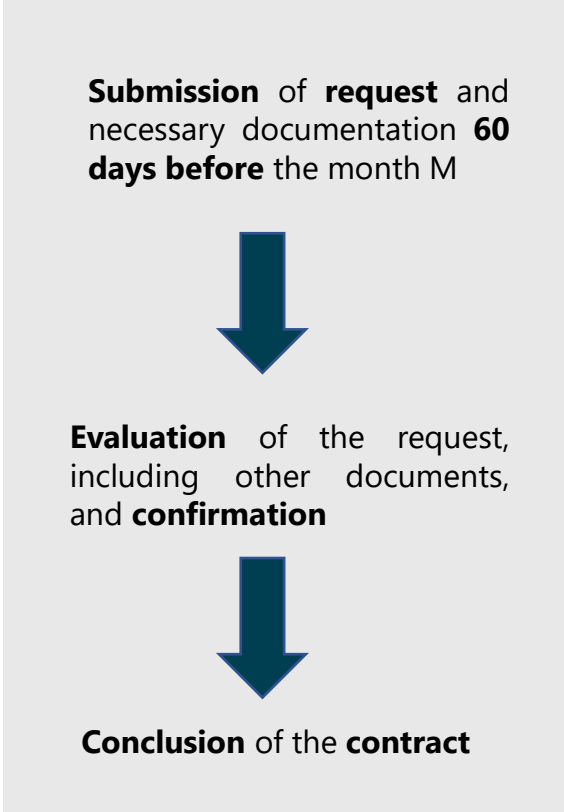 Submission of request and
necessary documentation 60
days before the month M
Evaluation of the request,
including other documents,
and confirmation
Conclusion of the contract